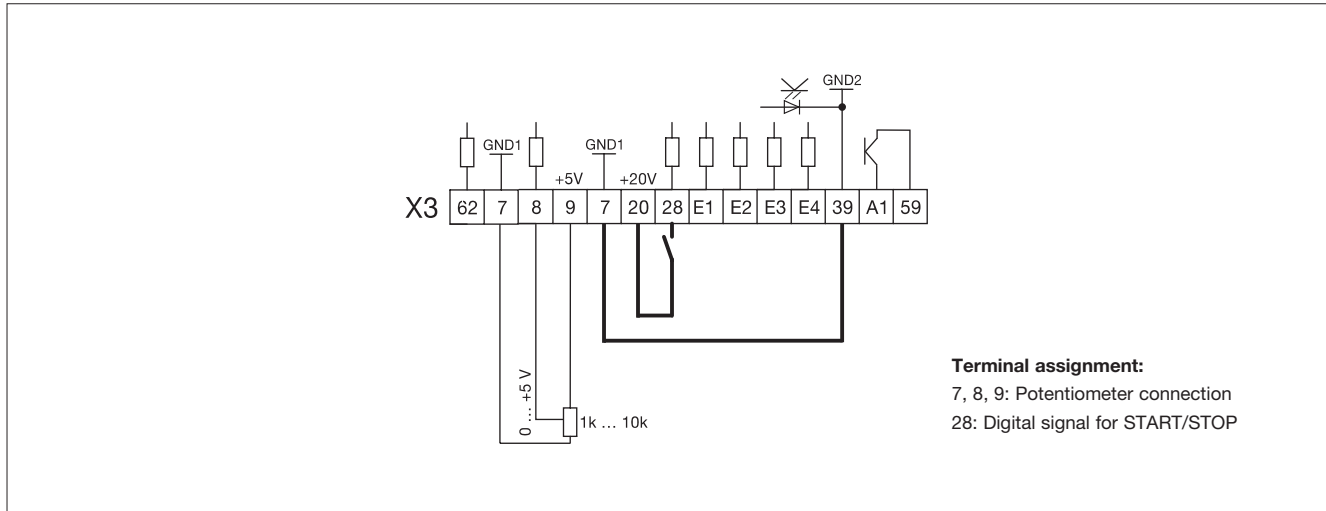 GND2
GND1 GND1
+5V +20V
X3 62 7 8 9 7 20 28 E1 E2 E3 E4 39 A1 59
0 … +5 V
1k … 10k
Terminal assignment:
7, 8, 9: Potentiometer connection
28: Digital signal for START/STOP